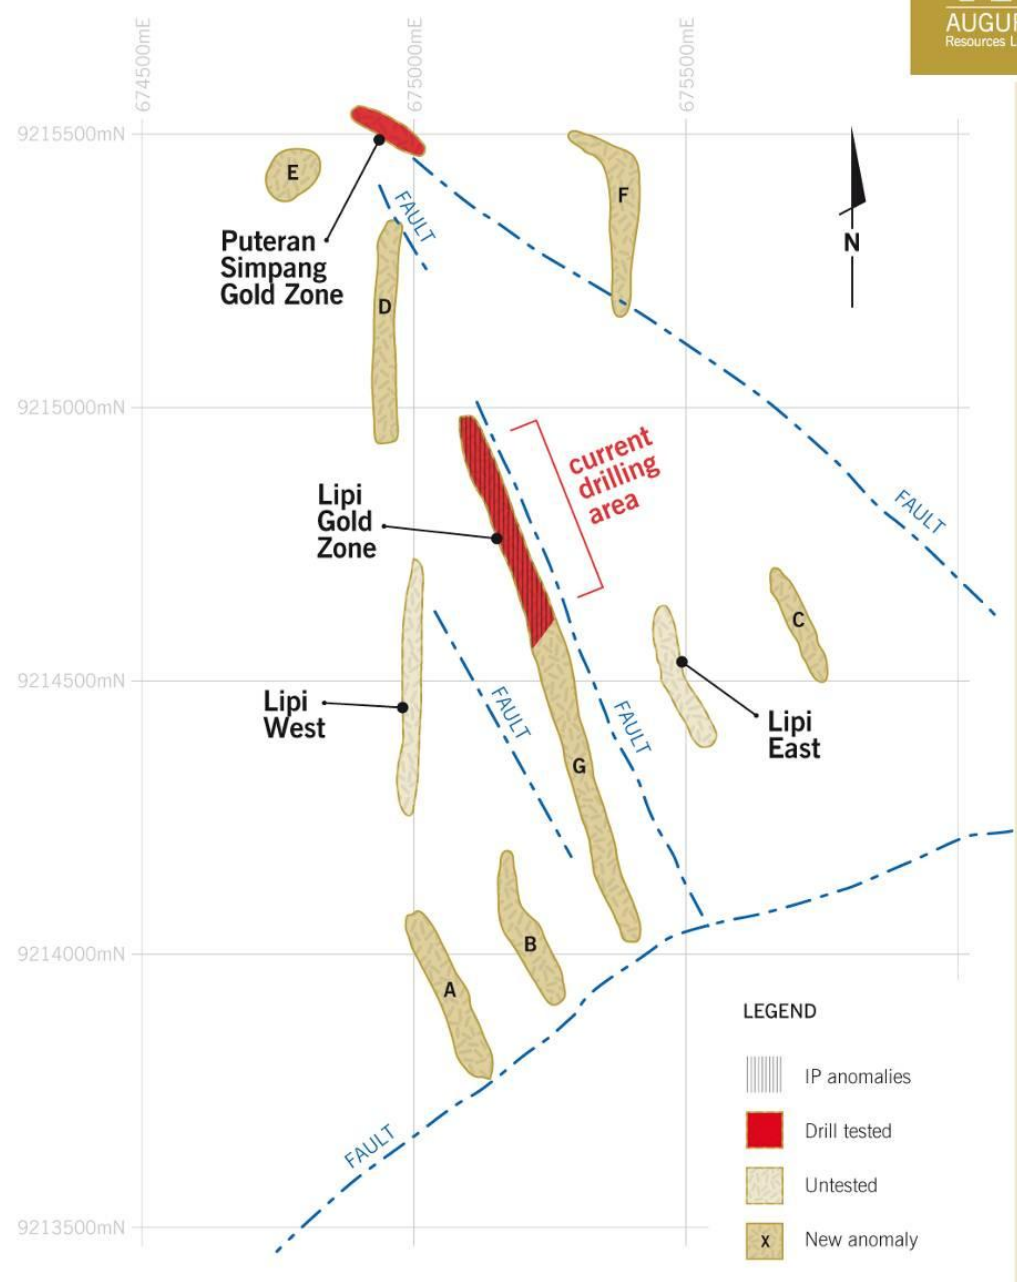 AUGUR
Resources L
674500mE
675000mE
675500mE
9215500mN
E
F
FAULT
Puteran
Simpang
Gold Zone
N
D
9215000mN
current
drilling
area
Lipi
Gold
Zone
FAULT
C
9214500mN
Lipi
West
FAULT
FAULT
Lipi
East
G
B
9214000mN
A
LEGEND
IP anomalies
Drill tested
FAULT
Untested
9213500mN
X New anomaly